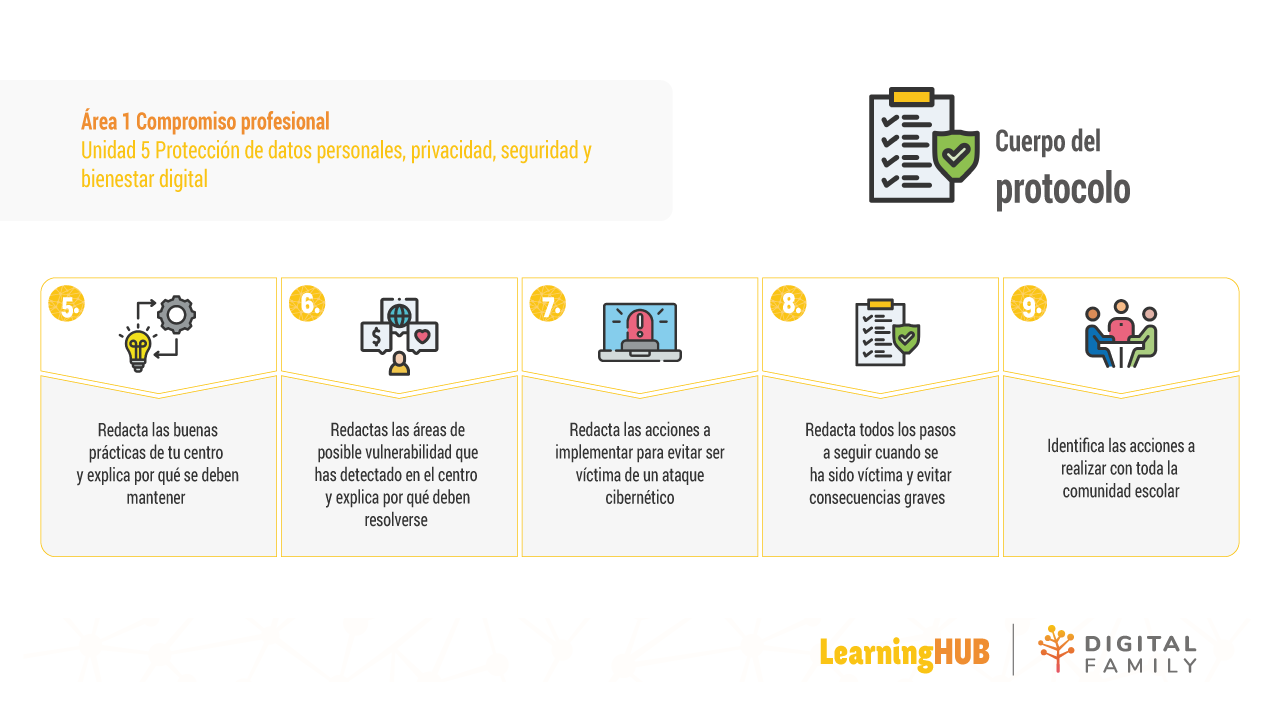 Área 1 Compromiso profesional
Unidad 5 Protección de datos personales, privacidad, seguridad y
bienestar digital
Cuerpo del
protocolo
5.
Redacta las buenas
prácticas de tu centro
y explica por qué se deben
mantener
6.
Redactas las áreas de
posible vulnerabilidad que
has detectado en el centro
y explica por qué deben
resolverse
7.
Redacta las acciones a
implementar para evitar ser
víctima de un ataque
cibernético
8.
Redacta todos los pasos
a seguir cuando se
ha sido víctima y evitar
consecuencias graves
9.
Identifica las acciones a
realizar con toda la
comunidad escolar
LearningHUB
DIGITAL
FAMILY